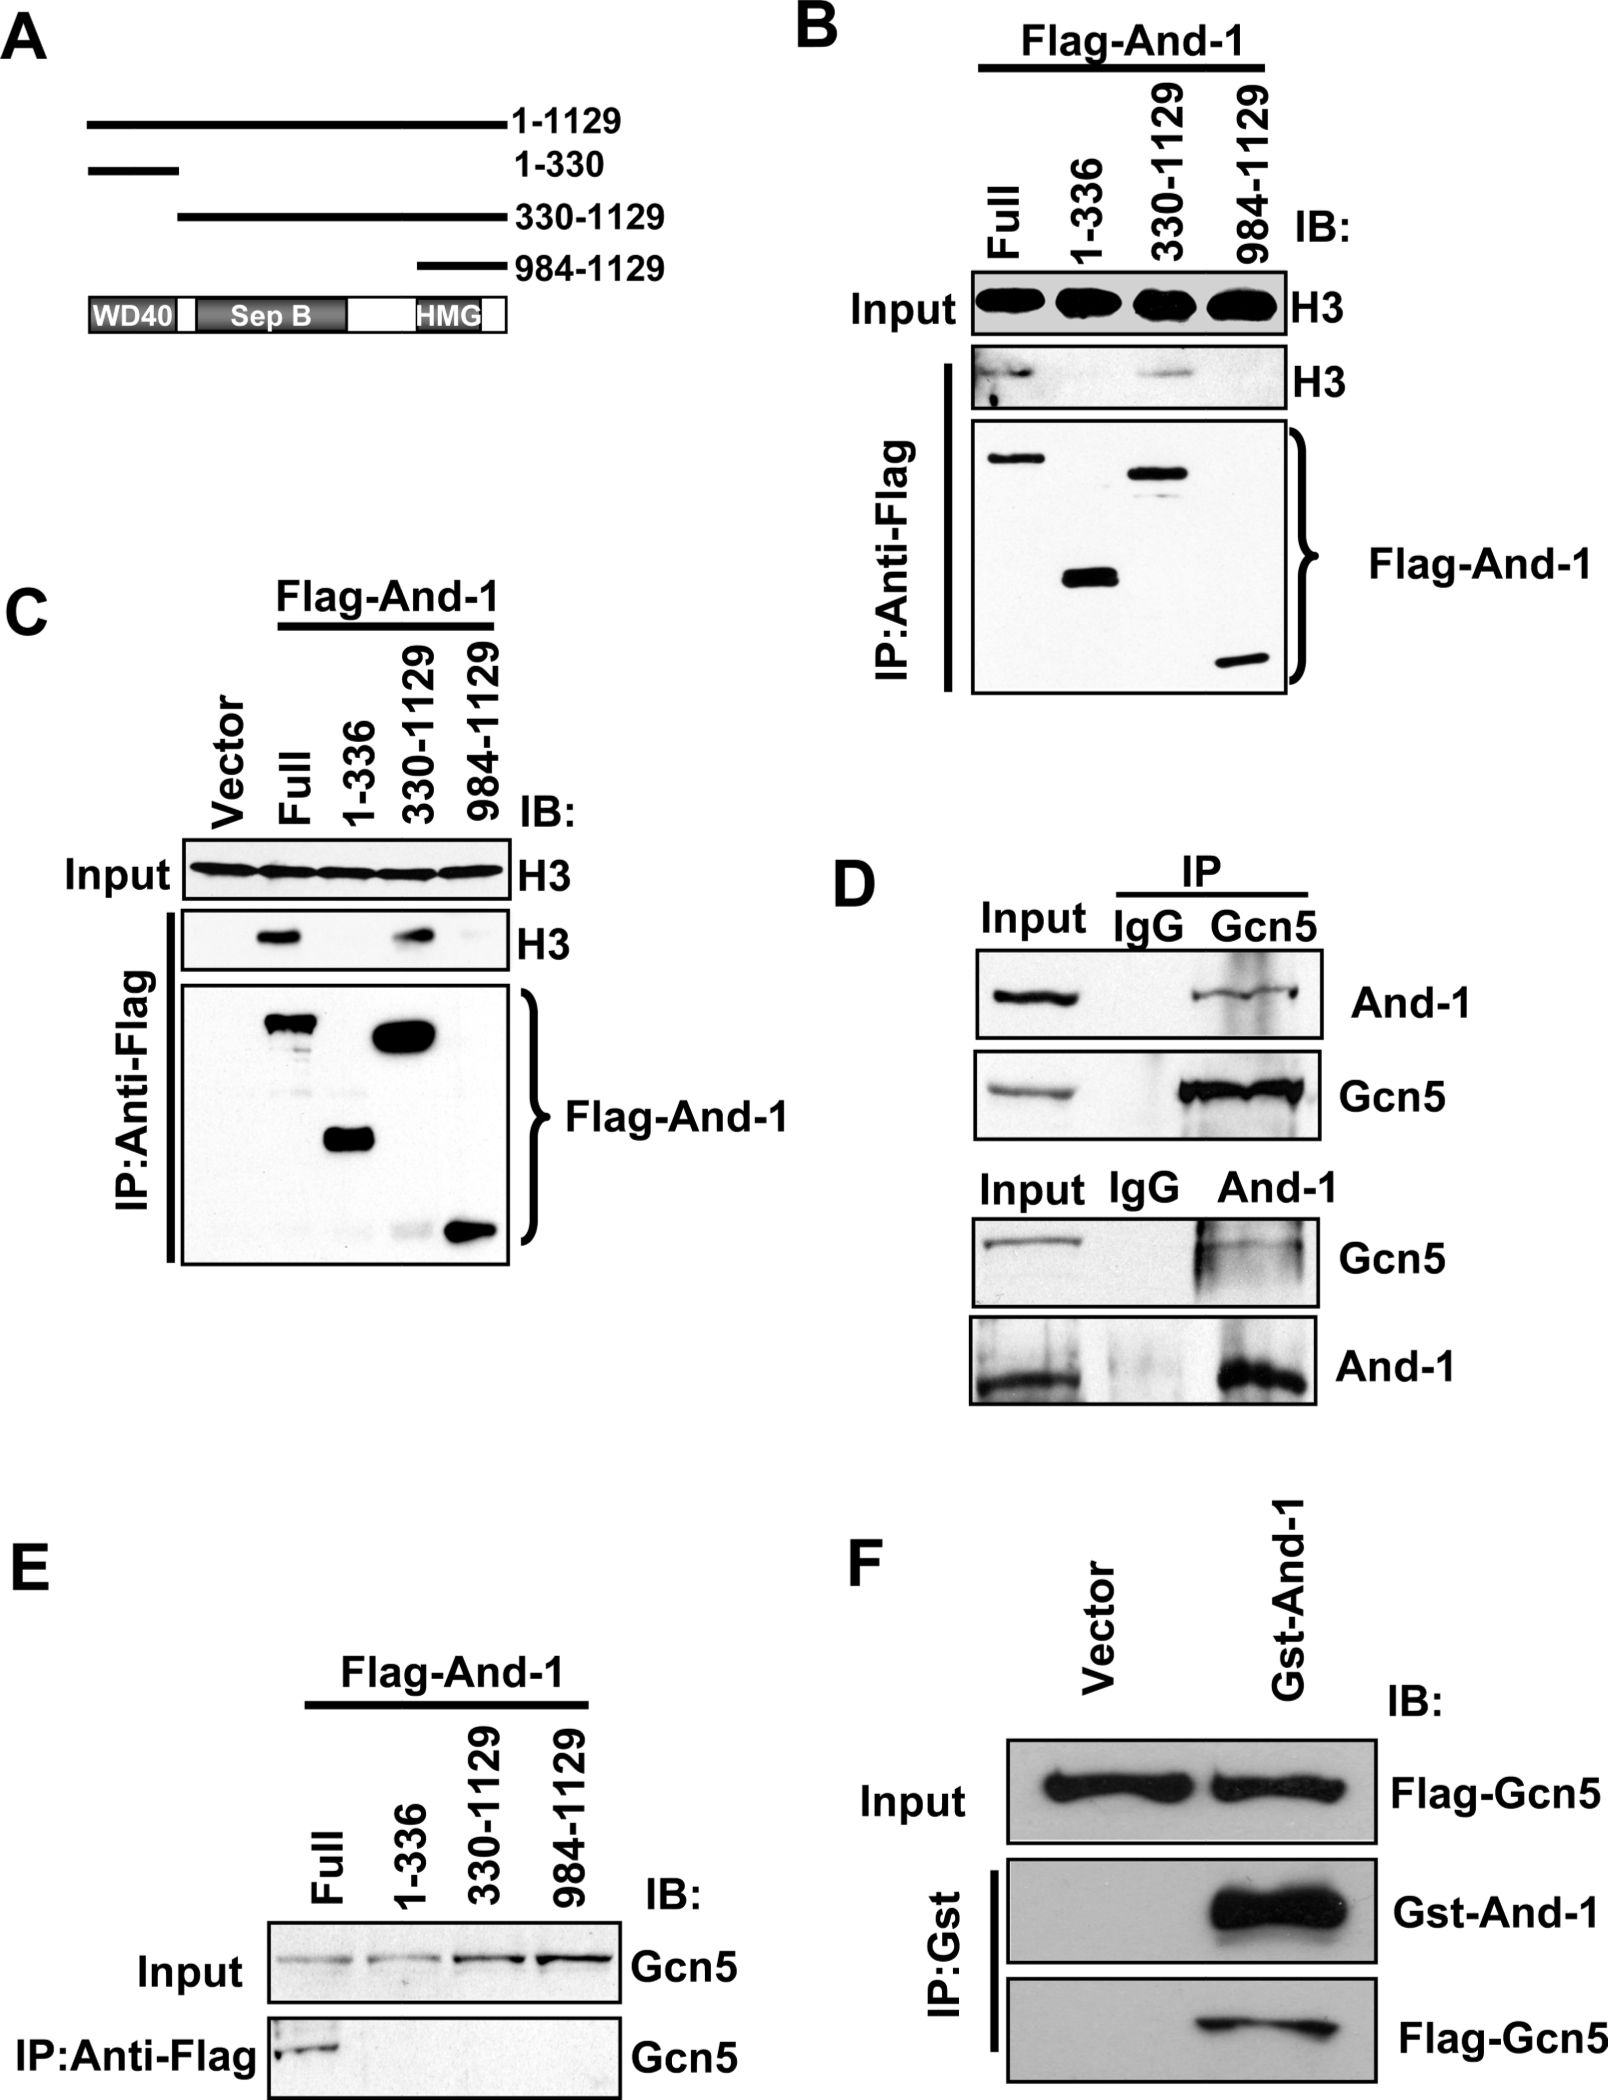 A
1-1129
1-330
330-1129
984-1129
WD40 Sep B HMG
B
Flag-And-1
Full 1-336 330-1129 984-1129 IB:
Input H3
H3
IP:Anti-Flag
Flag-And-1
C
Flag-And-1
Vector Full 1-336 330-1129 984-1129 IB:
Input H3
H3
IP:Anti-Flag
Flag-And-1
D
IP
Input IgG Gcn5
And-1
Gcn5
Input IgG And-1
Gcn5
And-1
E
Flag-And-1
Full 1-336 330-1129 984-1129 IB:
Input Gcn5
IP:Anti-Flag Gcn5
F
Vector Gst-And-1 IB:
Input Flag-Gcn5
IP:Gst
Gst-And-1
Flag-Gcn5